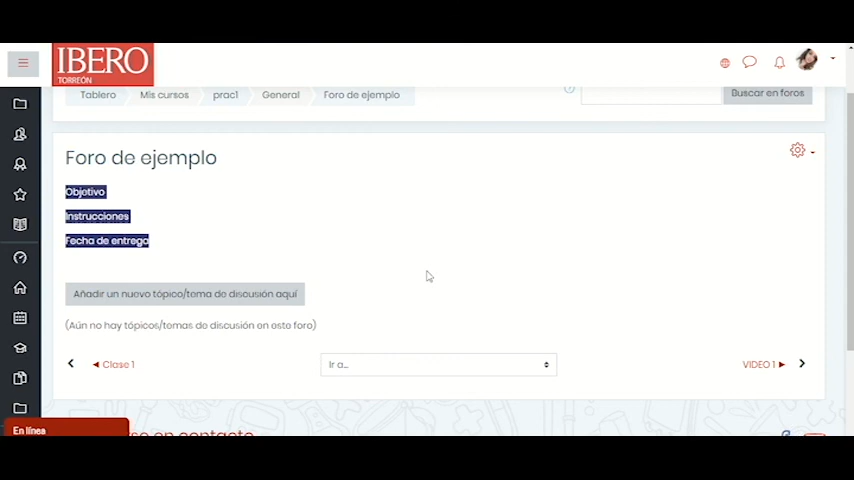 IBERO
TORREÓN
Tablero
Mis cursos
prac1
General
Foro de ejemplo
Buscar en foros
Foro de ejemplo
Objetivo
Instrucciones
Fecha de entrega
Añadir un nuevo tópico/tema de discusión aquí
(Aún no hay tópicos/temas de discusión en este foro)
◄ Clase 1
Ir a...
VIDEO 1 ►
En línea
en contacto